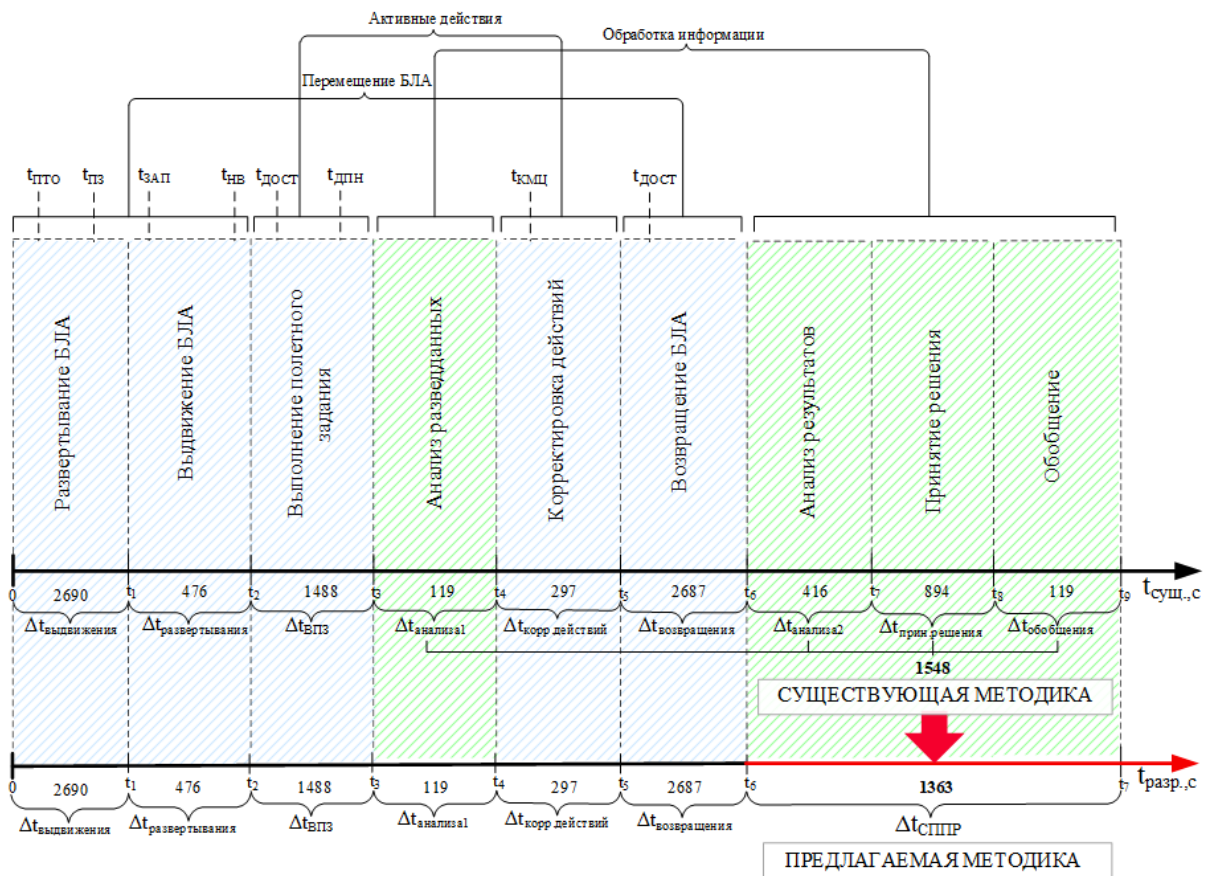 Активные действия
Обработка информации
Перемещение БЛА
tПТО tПЗ tЗАП tНВ tДОСТ tДПН tКМЦ tДОСТ
Развертывание БЛА
Выдвижение БЛА
Выполнение полетного
задания
Анализ разведданных
Корректировка действий
Возвращение БЛА
Анализ результатов
Принятие решения
Обобщение
0 2690 t1 476 t2 1488 t3 119 t4 297 t5 2687 t6 416 t7 894 t8 119 t9 tсущ.,с
Δtвыдвижения Δtразвертывания ΔtВПЗ Δtанализа1 Δtкорр.действий Δtвозвращения Δtанализа2 Δtприн.решения Δtобобщения
1548
СУЩЕСТВУЮЩАЯ МЕТОДИКА
0 2690 t1 476 t2 1488 t3 119 t4 297 t5 2687 t6 1363 t7 tразр.,с
Δtвыдвижения Δtразвертывания ΔtВПЗ Δtанализа1 Δtкорр.действий Δtвозвращения ΔtСППР
ПРЕДЛАГАЕМАЯ МЕТОДИКА